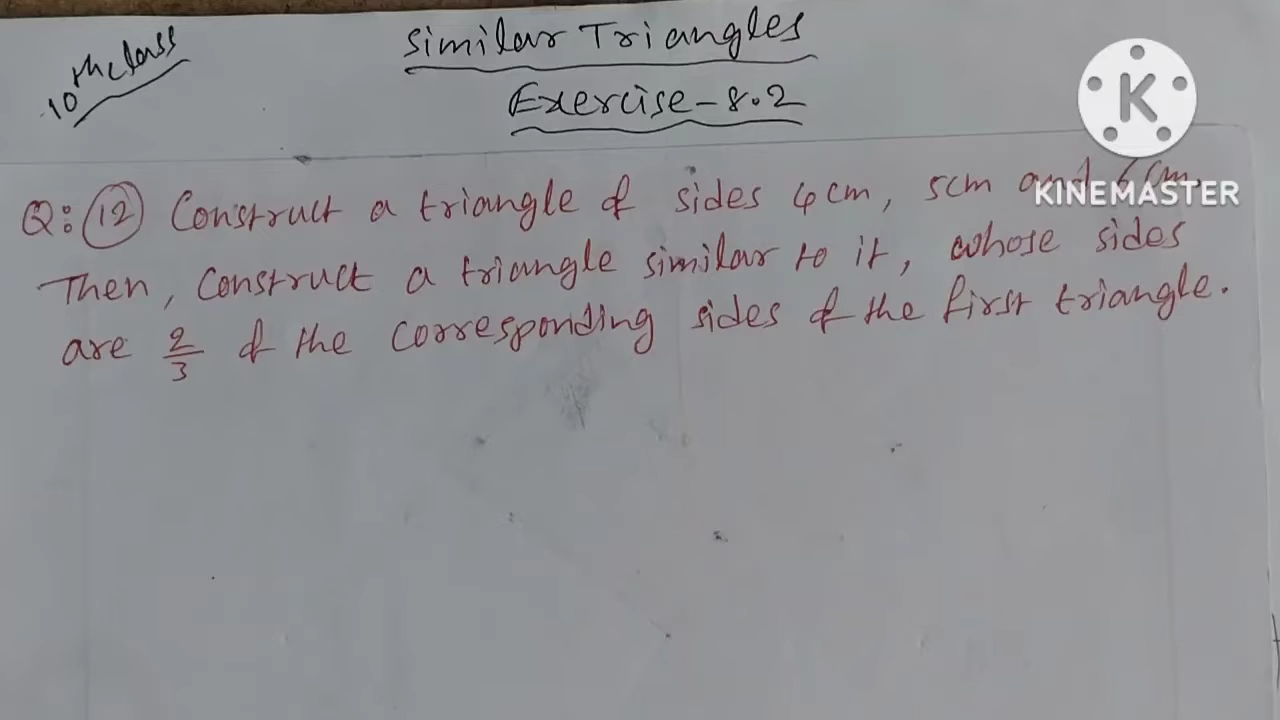 10th class
Similar Triangles
Exercise-8.2
Q: 12 Construct a triangle of sides 4cm, 5cm and 6cm.
Then, construct a triangle similar to it, whose sides
are 2/3 of the corresponding sides of the first triangle.
K
KINEMASTER